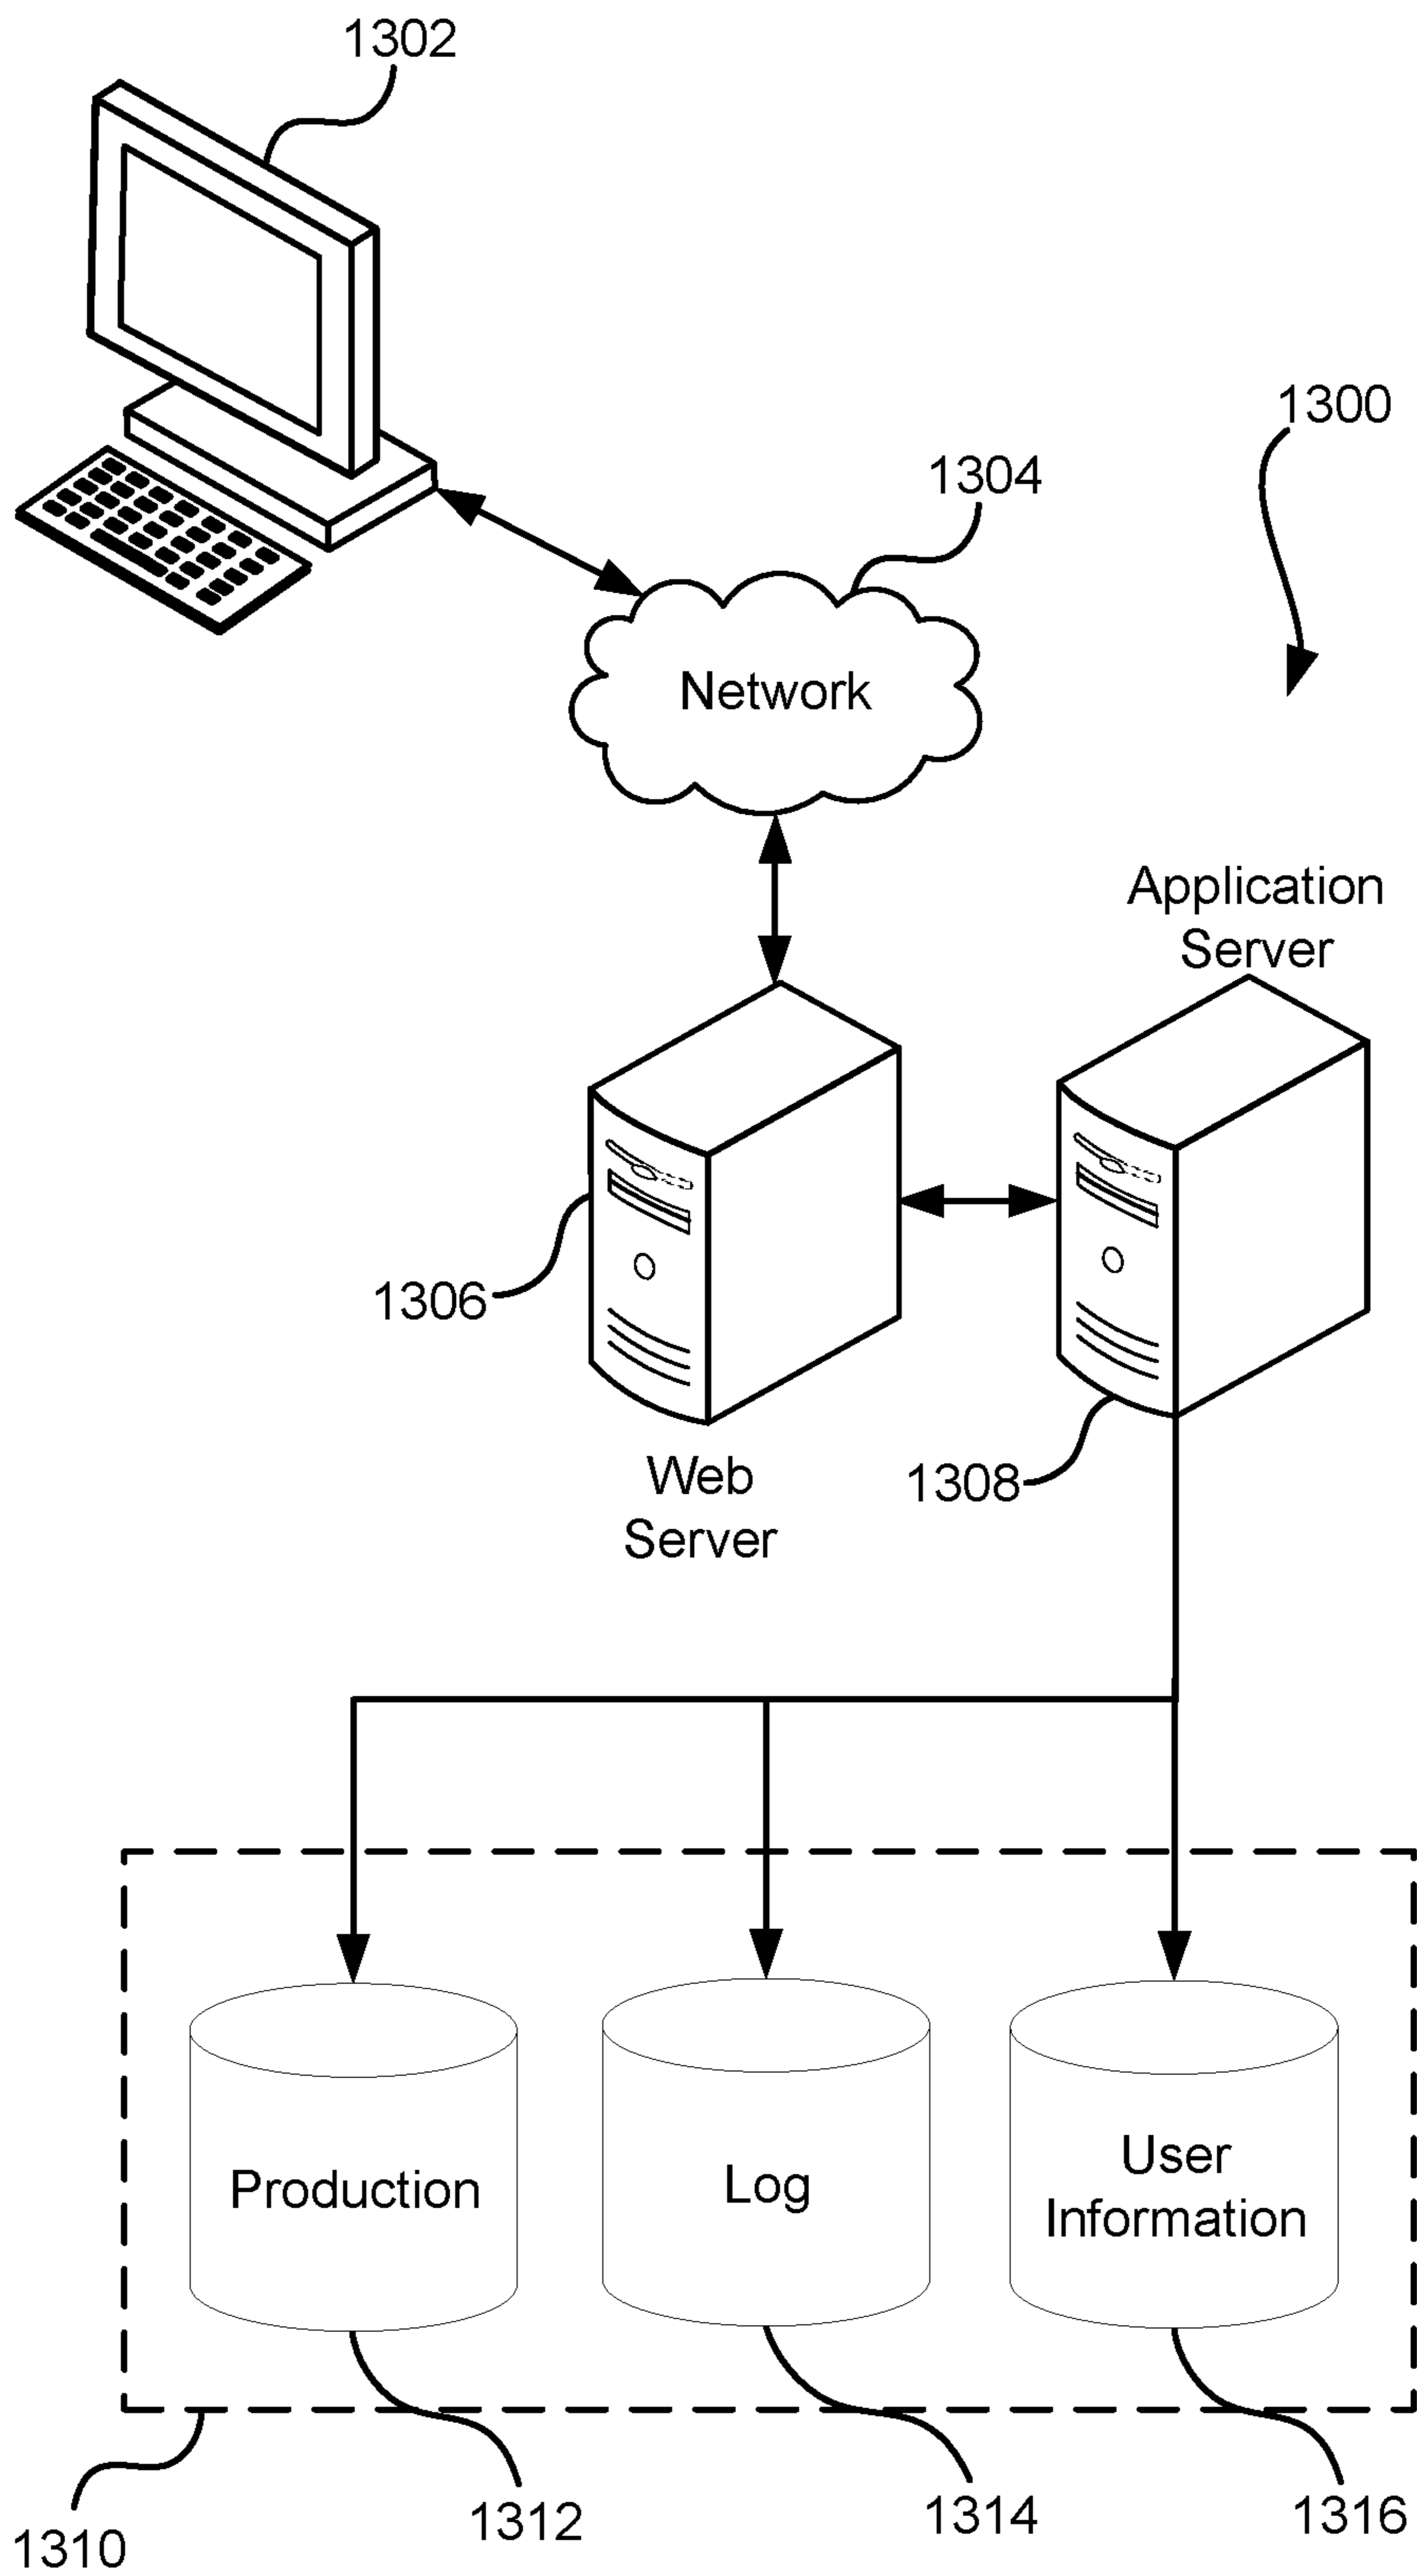 1302
1300
1304
Network
Application
Server
1306
Web
Server
1308
Production
Log
User
Information
1310
1312
1314
1316